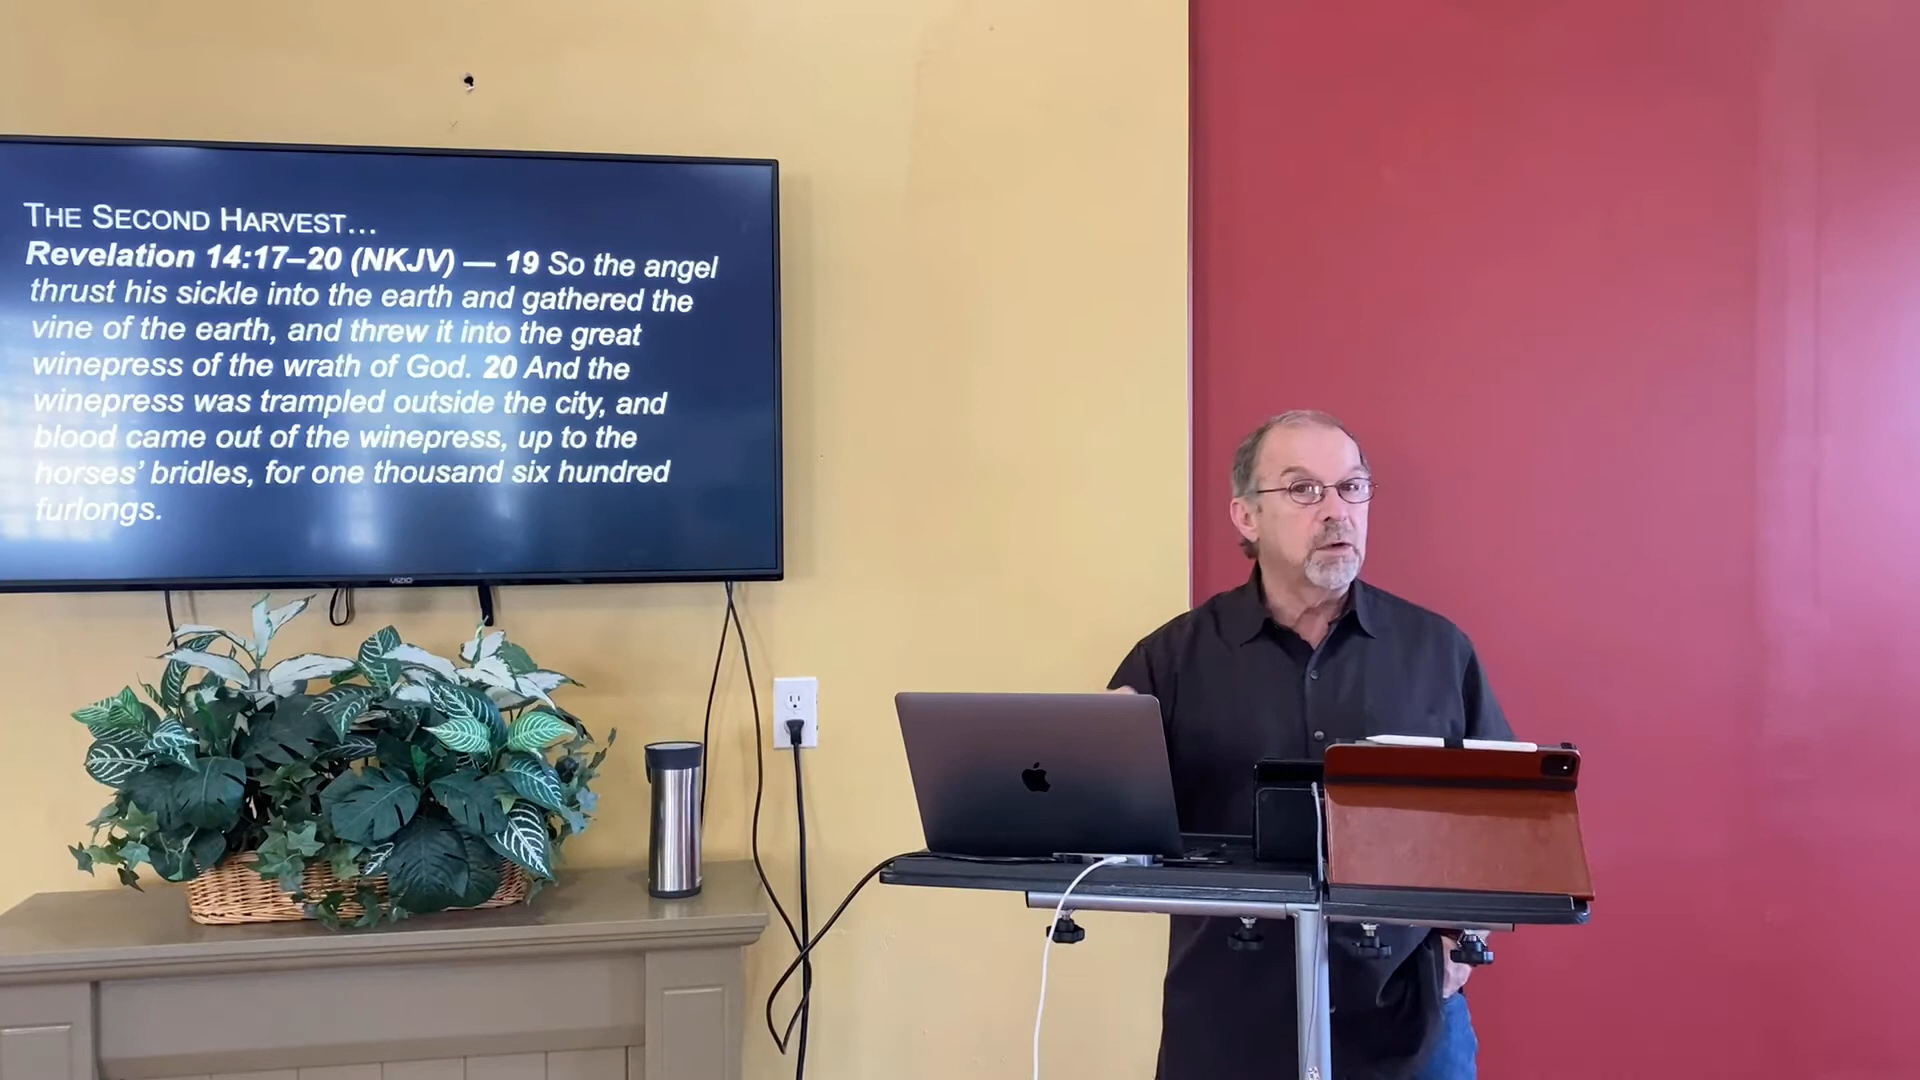 THE SECOND HARVEST...
Revelation 14:17–20 (NKJV) — 19 So the angel
thrust his sickle into the earth and gathered the
vine of the earth, and threw it into the great
winepress of the wrath of God. 20 And the
winepress was trampled outside the city, and
blood came out of the winepress, up to the
horses’ bridles, for one thousand six hundred
furlongs.
VIZIO